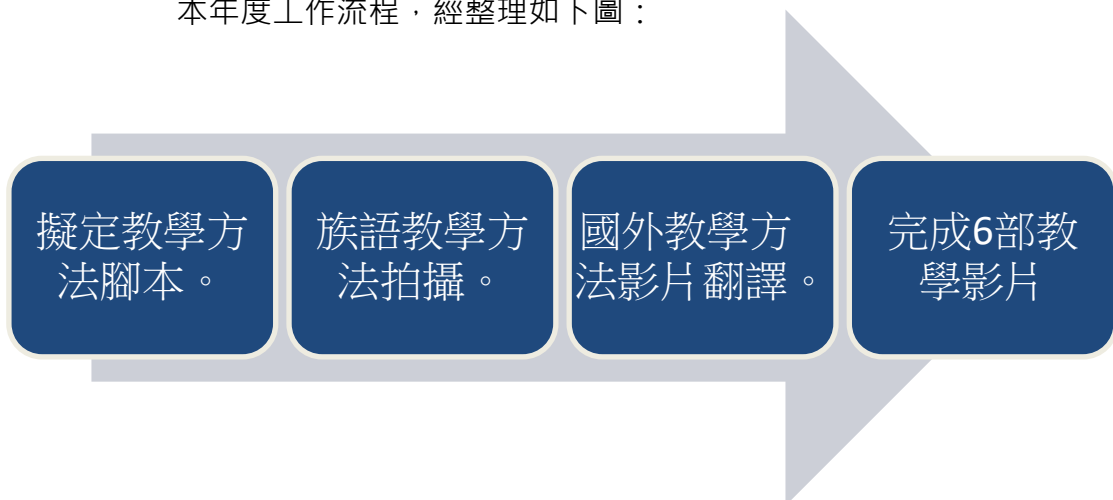 本年度工作流程，經整理如下圖：
擬定教學方
法腳本。
族語教學方
法拍攝。
國外教學方
法影片翻譯。
完成6部教
學影片